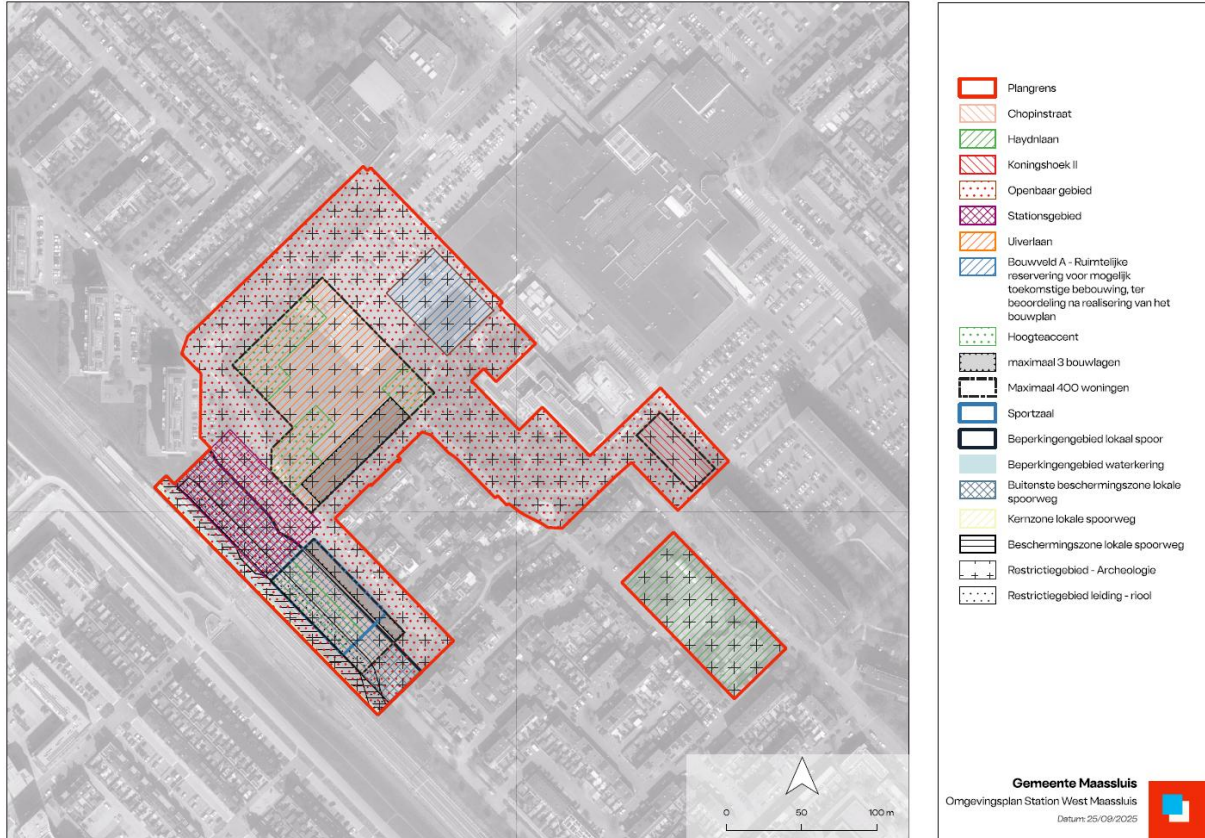 Plangrens
Chopinstraat
Haydnlaan
Koningshoek II
Openbaar gebied
Stationsgebied
Uiverlaan
Bouwveld A - Ruimtelijke
reservering voor mogelijk
toekomstige bebouwing, ter
beoordeling na realisering van het
bouwplan
Hoogteaccent
maximaal 3 bouwlagen
Maximaal 400 woningen
Sportzaal
Beperkingengebied lokaal spoor
Beperkingengebied waterkering
Buitenste beschermingszone lokale
spoorweg
Kernzone lokale spoorweg
Beschermingszone lokale spoorweg
Restrictiegebied - Archeologie
Restrictiegebied leiding - riool
0 50 100 m
Gemeente Maassluis
Omgevingsplan Station West Maassluis
Datum: 25/09/2025